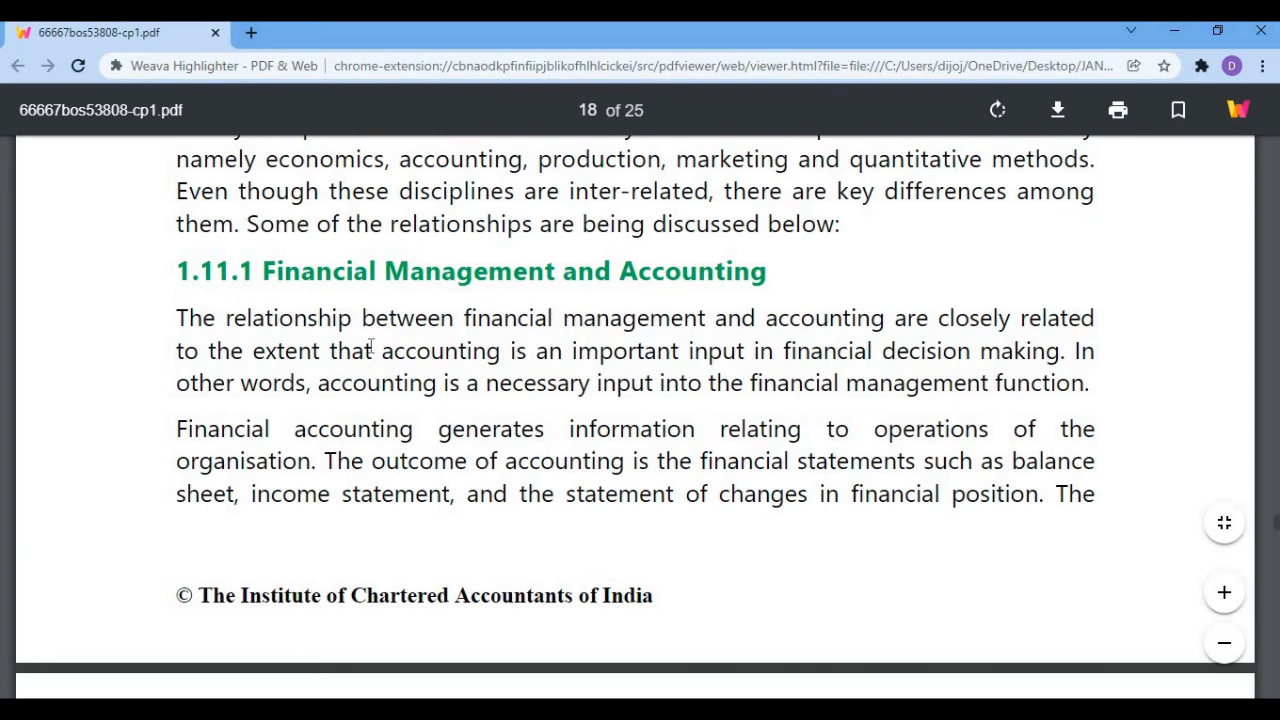 66667bos53808-cp1.pdf
Weava Highlighter - PDF & Web | chrome-extension://cbnaodkpfinfiipjblikofhlhlcickei/src/pdfviewer/web/viewer.html?file=file:///C:/Users/dijoj/OneDrive/Desktop/JAN... D
66667bos53808-cp1.pdf 18 of 25
namely economics, accounting, production, marketing and quantitative methods.
Even though these disciplines are inter-related, there are key differences among
them. Some of the relationships are being discussed below:
1.11.1 Financial Management and Accounting
The relationship between financial management and accounting are closely related
to the extent that accounting is an important input in financial decision making. In
other words, accounting is a necessary input into the financial management function.
Financial accounting generates information relating to operations of the
organisation. The outcome of accounting is the financial statements such as balance
sheet, income statement, and the statement of changes in financial position. The
© The Institute of Chartered Accountants of India